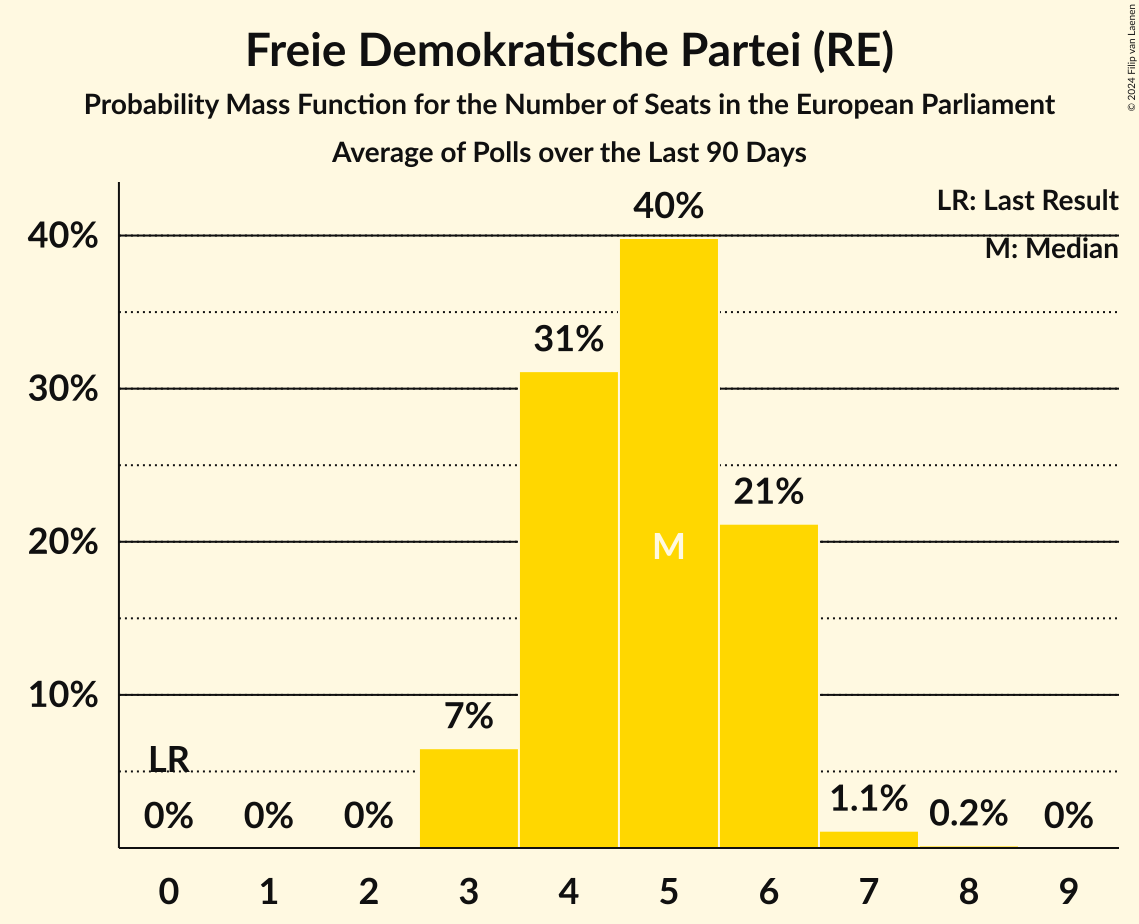 Freie Demokratische Partei (RE)
Probability Mass Function for the Number of Seats in the European Parliament
Average of Polls over the Last 90 Days
© 2024 Filip van Laenen
LR: Last Result
M: Median
40%
30%
20%
10%
LR
0%
0%
0%
7%
31%
40%
M
21%
1.1%
0.2%
0%
0 1 2 3 4 5 6 7 8 9